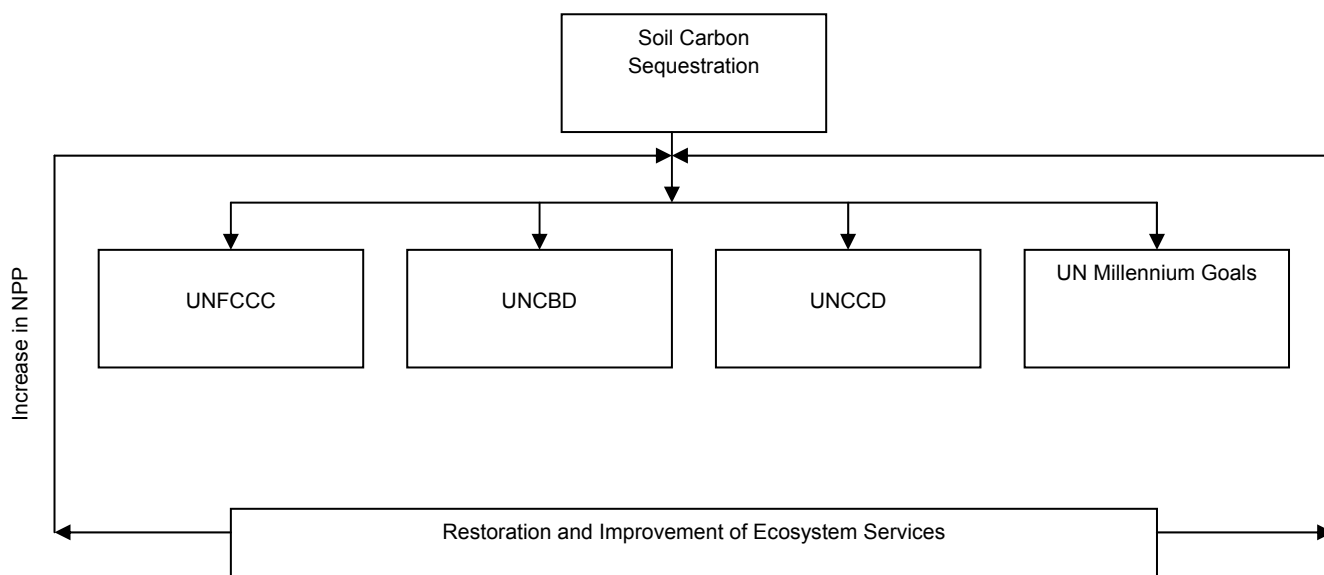 Soil Carbon
Sequestration
UNFCCC
UNCBD
UNCCD
UN Millennium Goals
Increase in NPP
Restoration and Improvement of Ecosystem Services